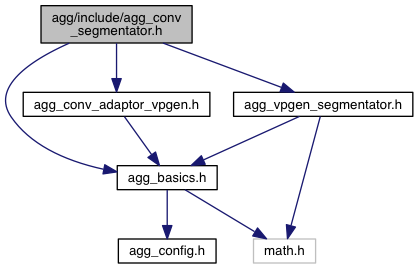 agg/include/agg_conv
_segmentator.h
agg_conv_adaptor_vpgen.h
agg_vpgen_segmentator.h
agg_basics.h
agg_config.h
math.h